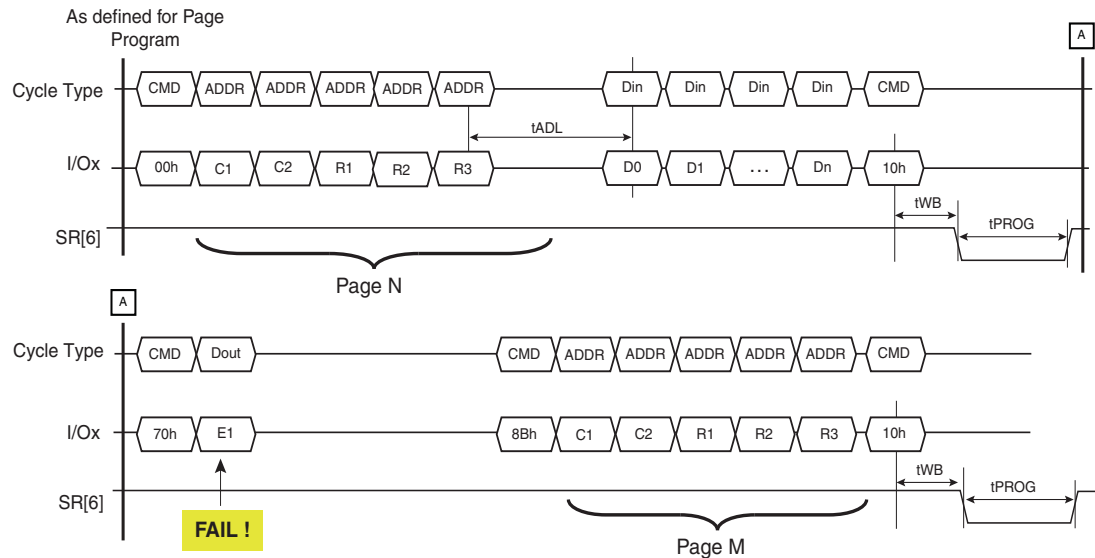 As defined for Page
Program
A
Cycle Type CMD ADDR ADDR ADDR ADDR ADDR Din Din Din Din CMD
tADL
I/Ox 00h C1 C2 R1 R2 R3 D0 D1 ... Dn 10h
tWB
tPROG
SR[6]
Page N
A
Cycle Type CMD Dout CMD ADDR ADDR ADDR ADDR ADDR CMD
I/Ox 70h E1 8Bh C1 C2 R1 R2 R3 10h
tWB
tPROG
SR[6]
FAIL !
Page M